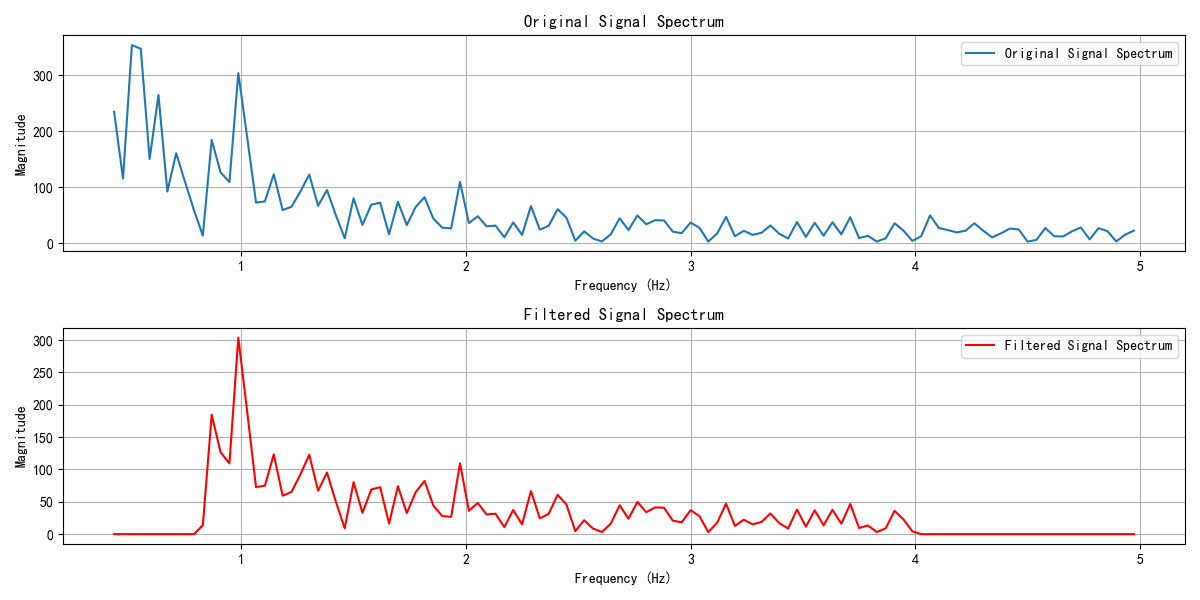 Original Signal Spectrum
Original Signal Spectrum
300
200
100
0
Magnitude
1 2 3 4 5
Frequency (Hz)
Filtered Signal Spectrum
Filtered Signal Spectrum
300
250
200
150
100
50
0
Magnitude
1 2 3 4 5
Frequency (Hz)